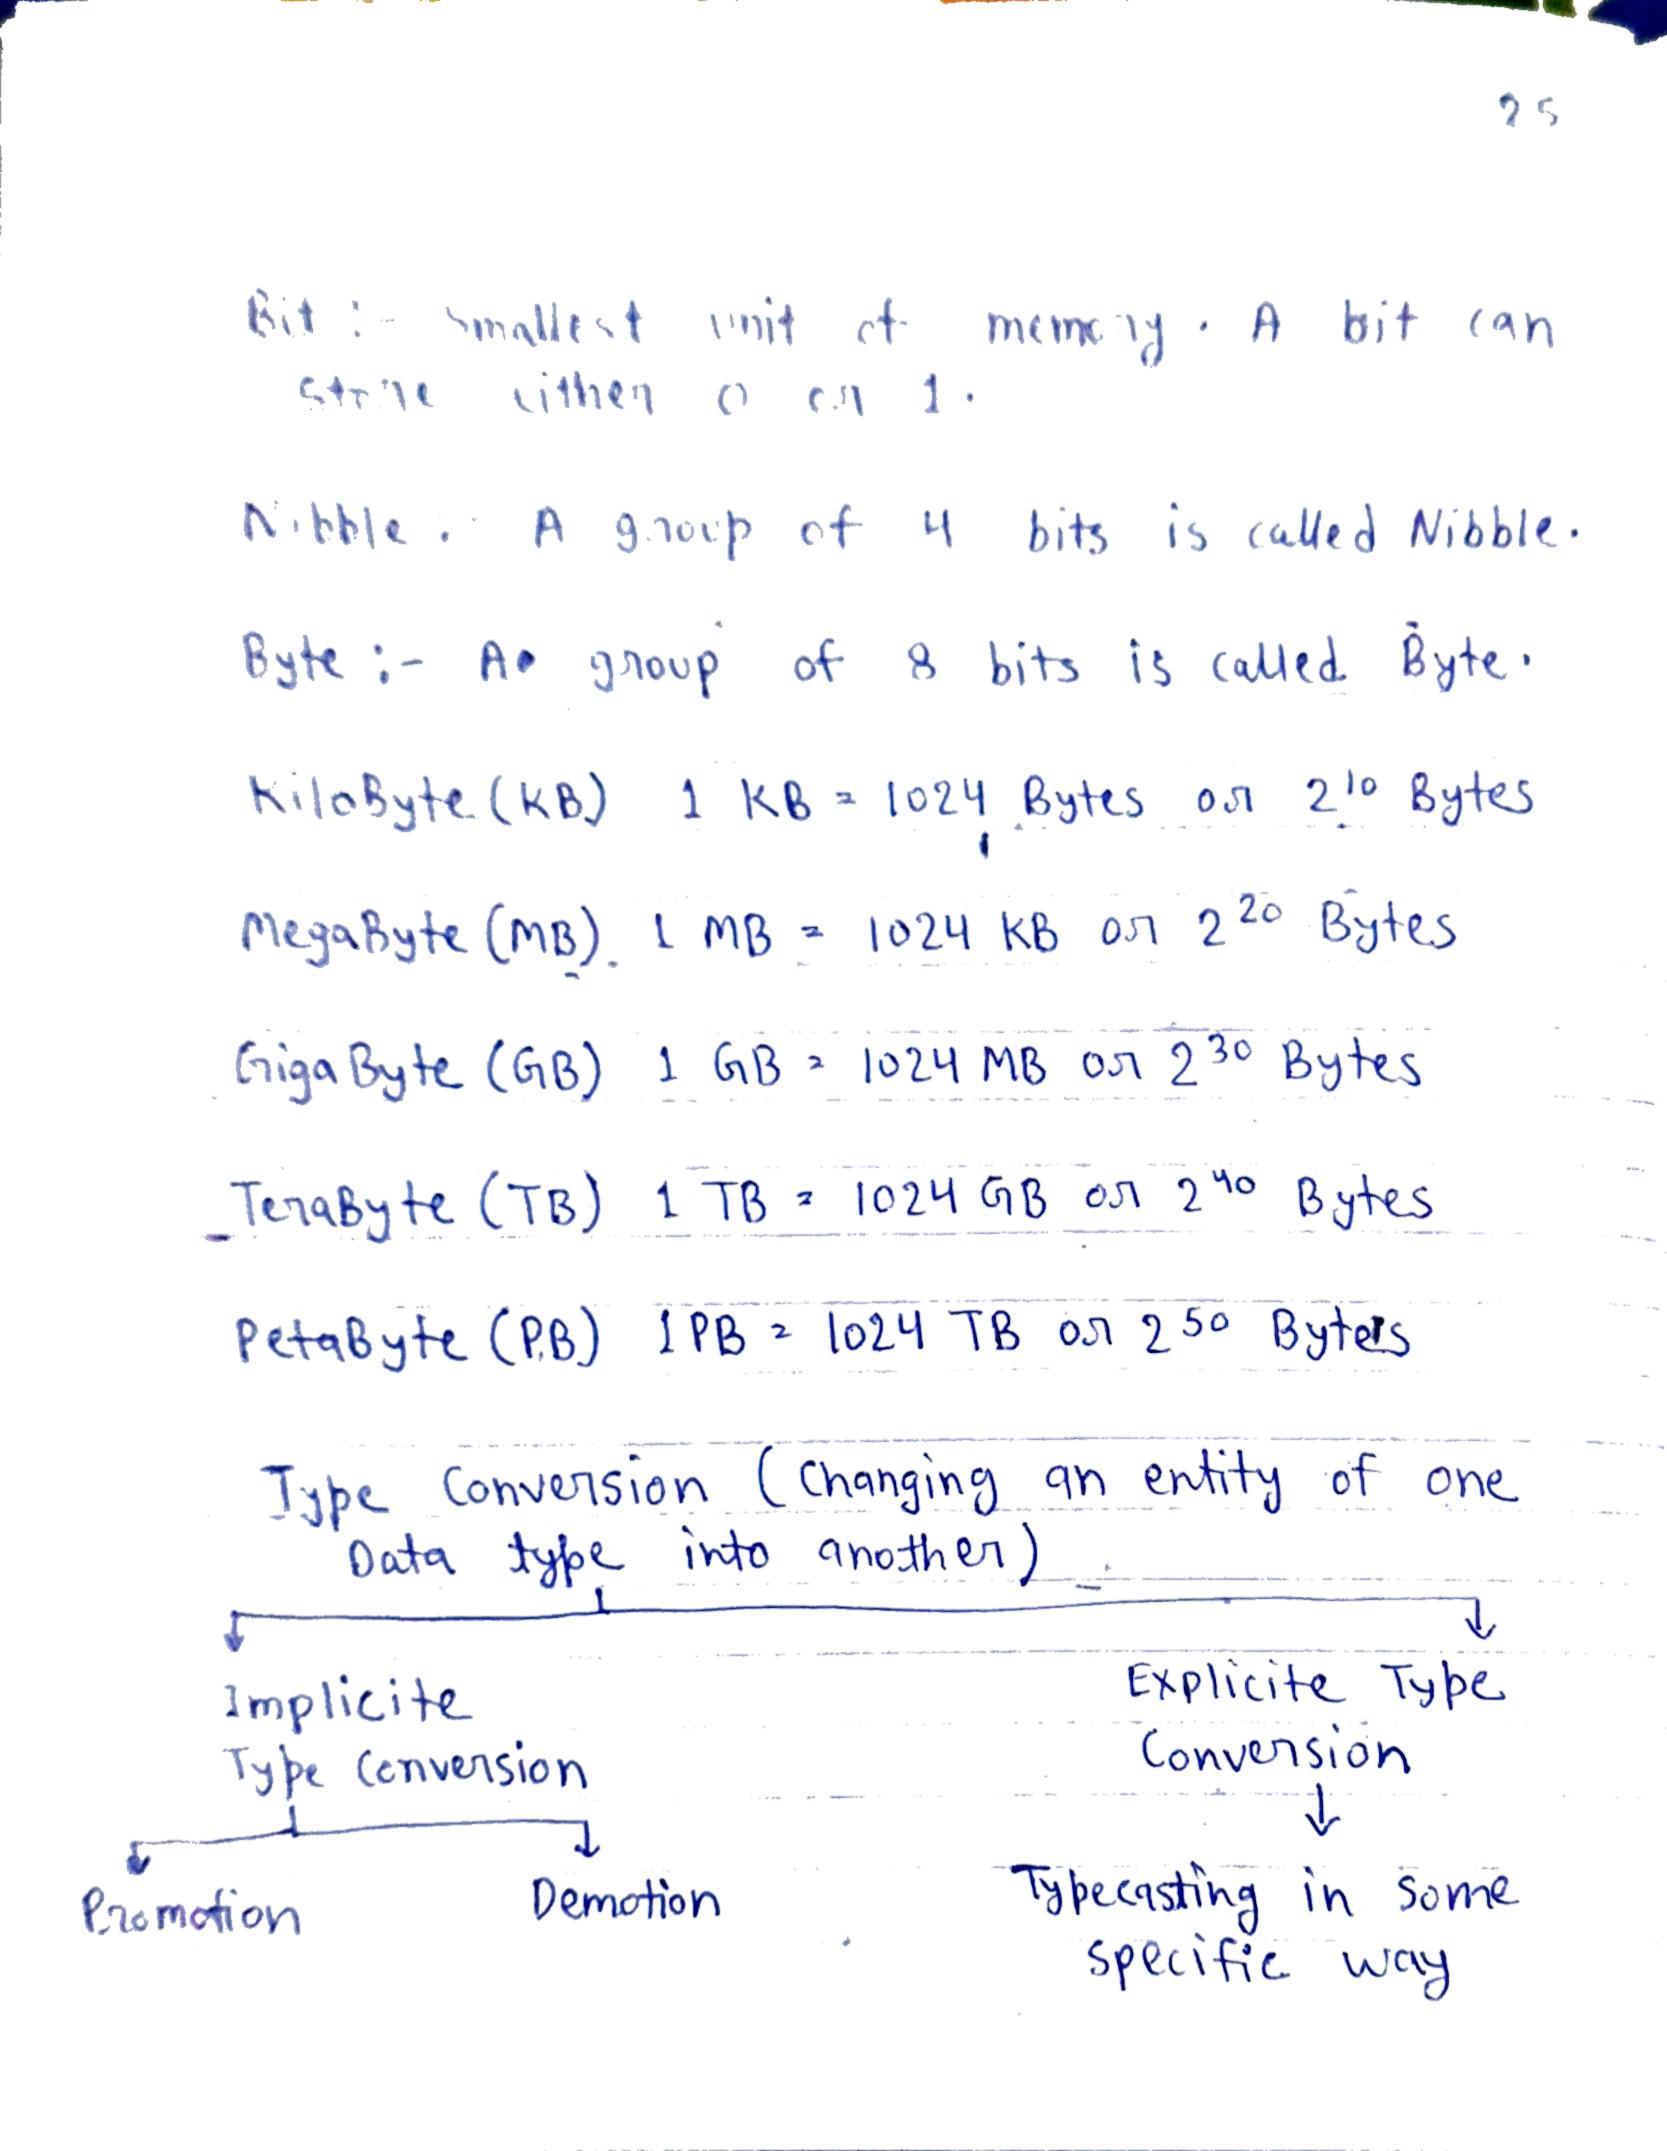 25
Bit :- smallest unit of memory. A bit can
store either 0 or 1.
Nibble :- A group of 4 bits is called Nibble.
Byte :- A group of 8 bits is called Byte.
KiloByte (KB) 1 KB = 1024 Bytes or 2^10 Bytes
MegaByte (MB) 1 MB = 1024 KB or 2^20 Bytes
GigaByte (GB) 1 GB = 1024 MB or 2^30 Bytes
TeraByte (TB) 1 TB = 1024 GB or 2^40 Bytes
PetaByte (PB) 1 PB = 1024 TB or 2^50 Bytes
Type Conversion (Changing an entity of one
Data type into another)
Implicite
Type Conversion
Explicite Type
Conversion
Promotion
Demotion
Typecasting in some
specific way